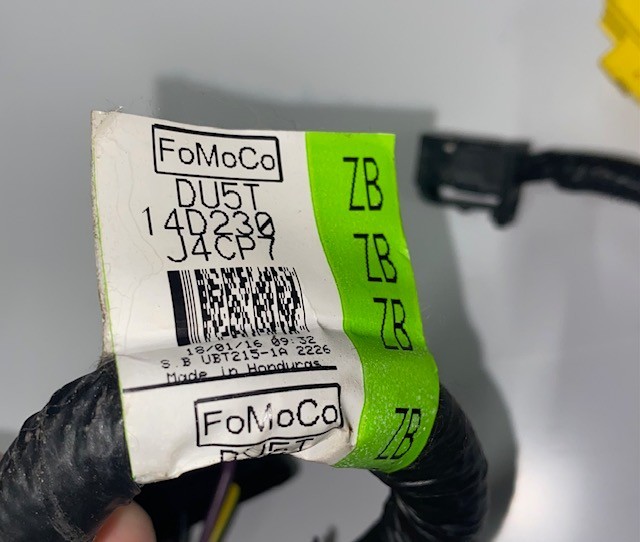 FoMoCo
DU5T
14D230
J4CP7
18/01/16 09:32
S.B UBT215-1A 2226
Made in Honduras
FoMoCo
DU5T
ZB
ZB
ZB
ZB